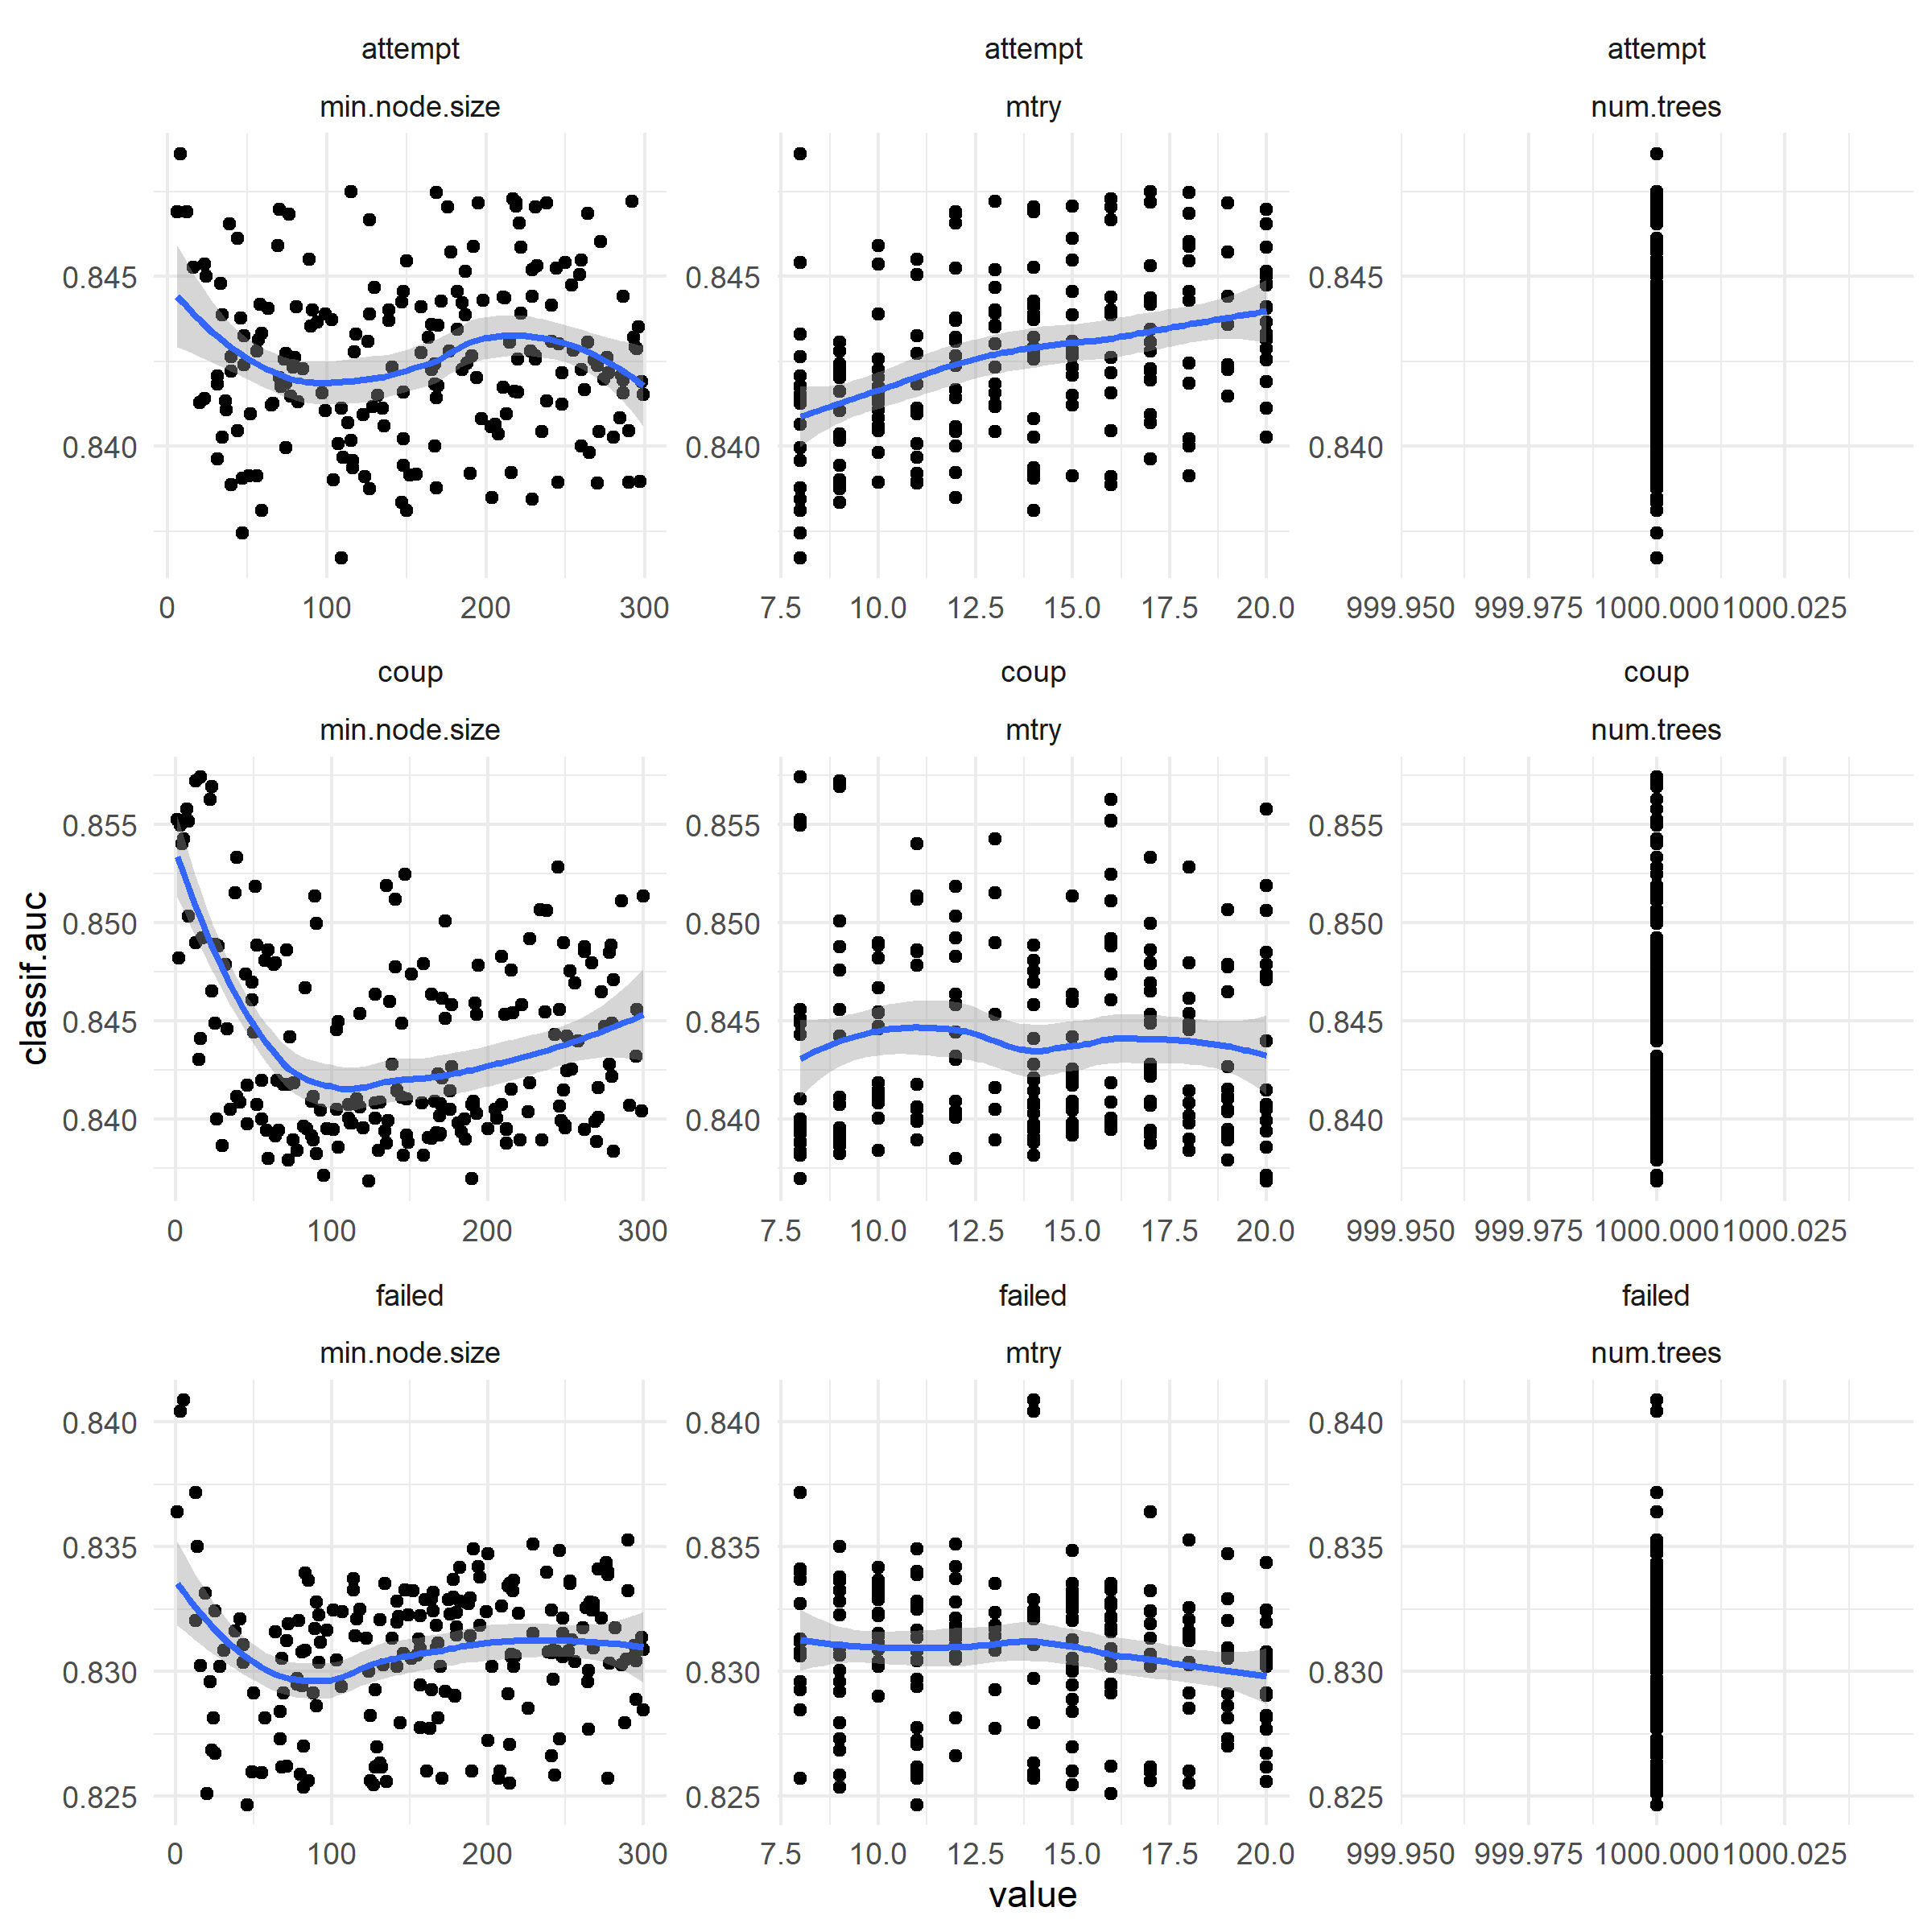 attempt attempt attempt
min.node.size mtry num.trees
0.845 0.845 0.845
0.840 0.840 0.840
0 100 200 300 7.5 10.0 12.5 15.0 17.5 20.0 999.950 999.975 1000.000 1000.025
coup coup coup
min.node.size mtry num.trees
0.855 0.855 0.855
0.850 0.850 0.850
classif.auc
0.845 0.845 0.845
0.840 0.840 0.840
0 100 200 300 7.5 10.0 12.5 15.0 17.5 20.0 999.950 999.975 1000.000 1000.025
failed failed failed
min.node.size mtry num.trees
0.840 0.840 0.840
0.835 0.835 0.835
0.830 0.830 0.830
0.825 0.825 0.825
0 100 200 300 7.5 10.0 12.5 15.0 17.5 20.0 999.950 999.975 1000.000 1000.025
value